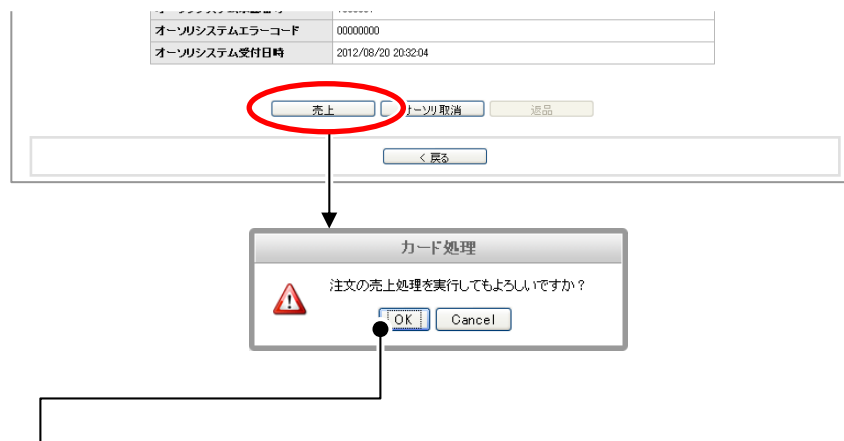 オーソリシステムエラーコード 00000000
オーソリシステム受付日時 2012/08/20 20:32:04
売上 オーソリ取消 返品
< 戻る
カード処理
注文の売上処理を実行してもよろしいですか?
OK Cancel